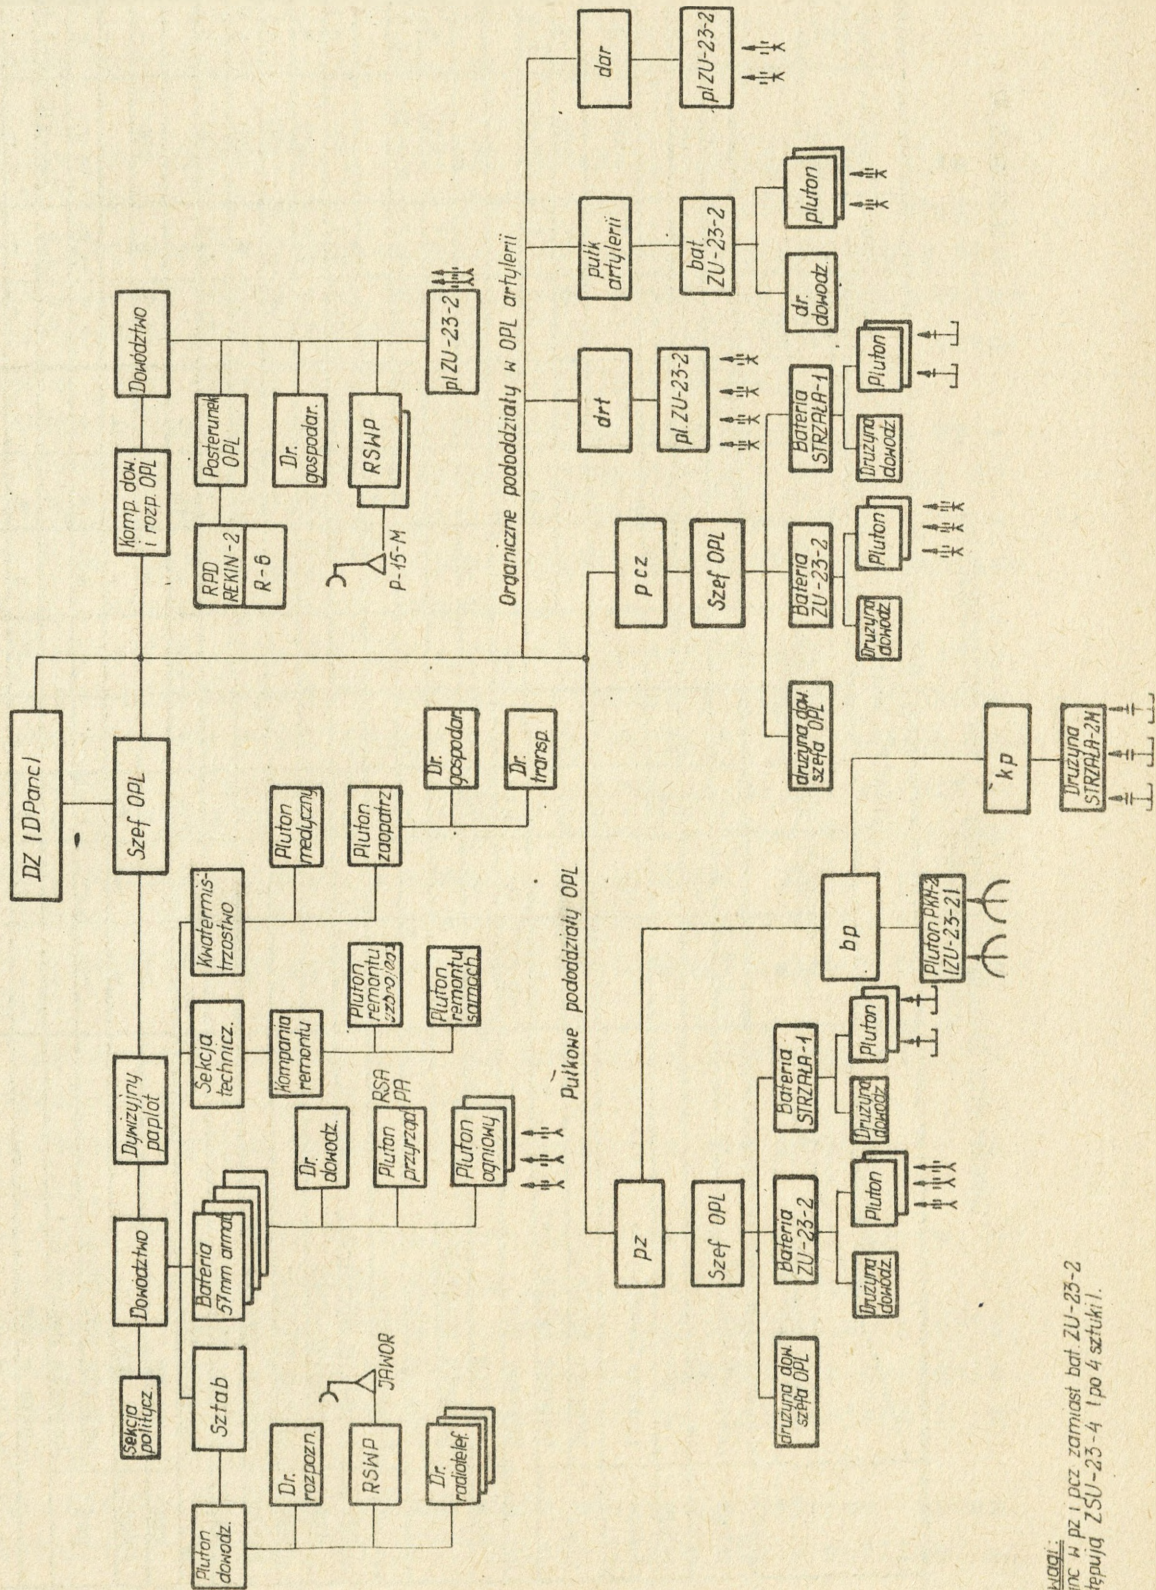 DZ (DPanc)
Szef OPL
Sekcja
politycz.
Dowództwo
Dywizyjny
paplot
Komp. dow.
i rozp. OPL
Dowództwo
Sztab
Pluton
dowodz.
Dr.
rozpozn.
RSWP
JAWOR
Dr.
radiotelef.
Bateria
57mm armat
Dr.
dowodz.
Pluton
przyrząd
RSA
PA
Pluton
ogniowy
Sekcja
technicz.
Kompania
remontu
Pluton
remontu
uzbrojen.
Pluton
remontu
samoch.
Kwatermis-
trzostwo
Pluton
medyczny
Pluton
zaopatrz
Dr.
gospodar.
Dr.
transp.
RPD
REKIN-2
R-6
Posterunek
OPL
Dr.
gospodar.
RSWP
P-15-M
pl ZU-23-2
Organiczne pododdziały w OPL artylerii
drt
pl. ZU-23-2
pułk
artylerii
bat.
ZU-23-2
dr.
dowodz.
pluton
dar
pl ZU-23-2
Pułkowe pododdziały OPL
pz
Szef OPL
drużyna dow.
szefa OPL
Bateria
ZU-23-2
Drużyna
dowódz.
Pluton
Bateria
STRZAŁA-1
Drużyna
dowodz.
Pluton
bp
Pluton PKM-2
(ZU-23-2)
kp
Drużyna
STRZAŁA-2M
pcz
Szef OPL
drużyna dow.
szefa OPL
Bateria
ZU-23-2
Drużyna
dowódz
Pluton
Bateria
STRZAŁA-1
Drużyna
dowodz.
Pluton
wagi:
anc w pz i pcz zamiast bat. ZU-23-2
tępują ZSU-23-4 (po 4 sztuki).